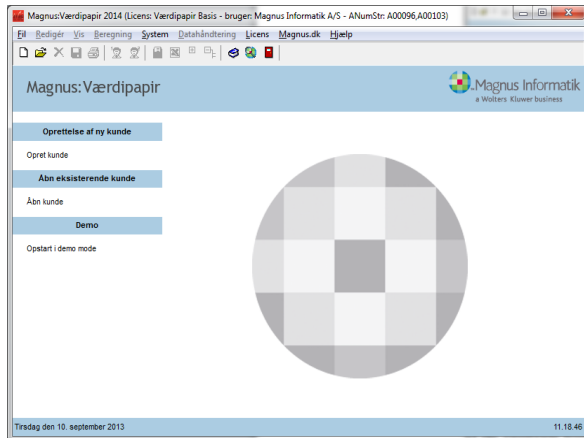 Magnus:Værdipapir 2014 (Licens: Værdipapir Basis - bruger: Magnus Informatik A/S - ANumStr: A00096,A00103)
Fil Redigér Vis Beregning System Datahåndtering Licens Magnus.dk Hjælp
Magnus:Værdipapir
Magnus Informatik
a Wolters Kluwer business
Oprettelse af ny kunde
Opret kunde
Åbn eksisterende kunde
Åbn kunde
Demo
Opstart i demo mode
Tirsdag den 10. september 2013 11.18.46